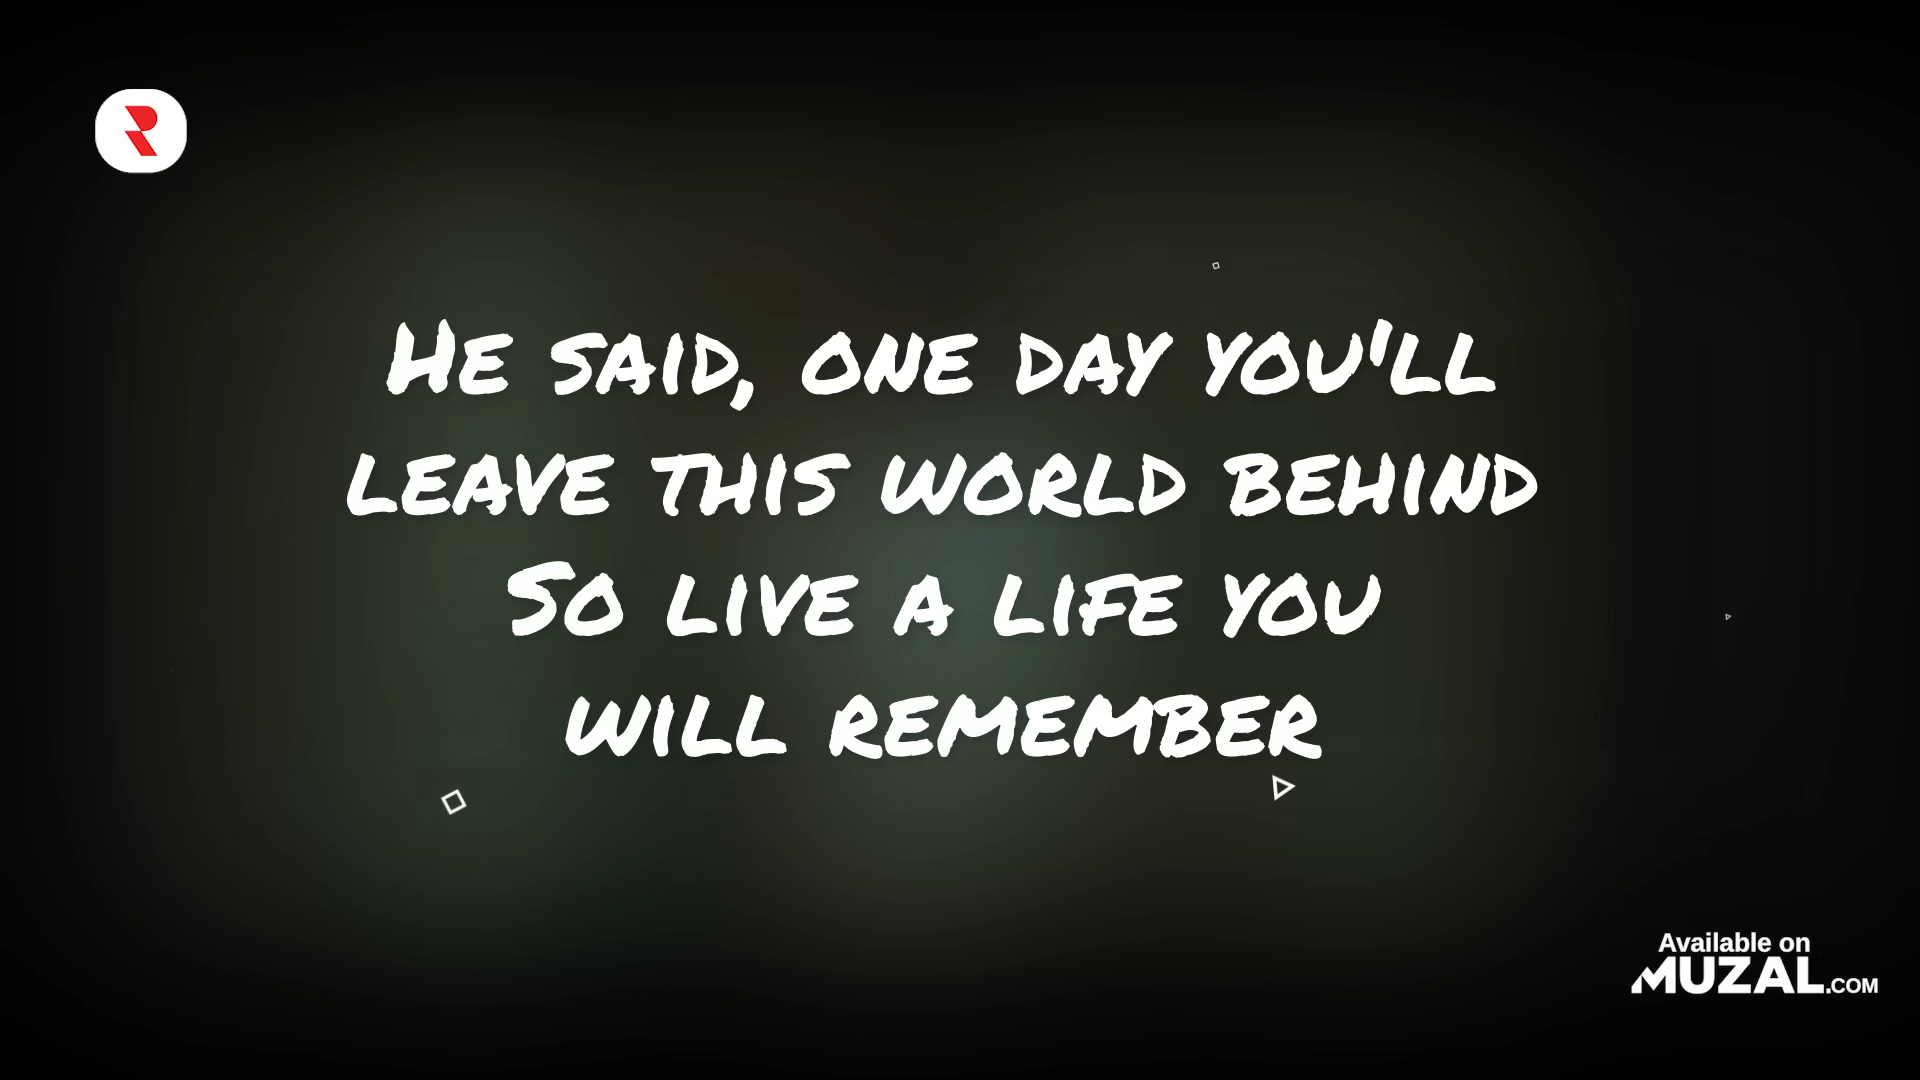 He said, one day you'll
leave this world behind
So live a life you
will remember
Available on
MUZAL.COM